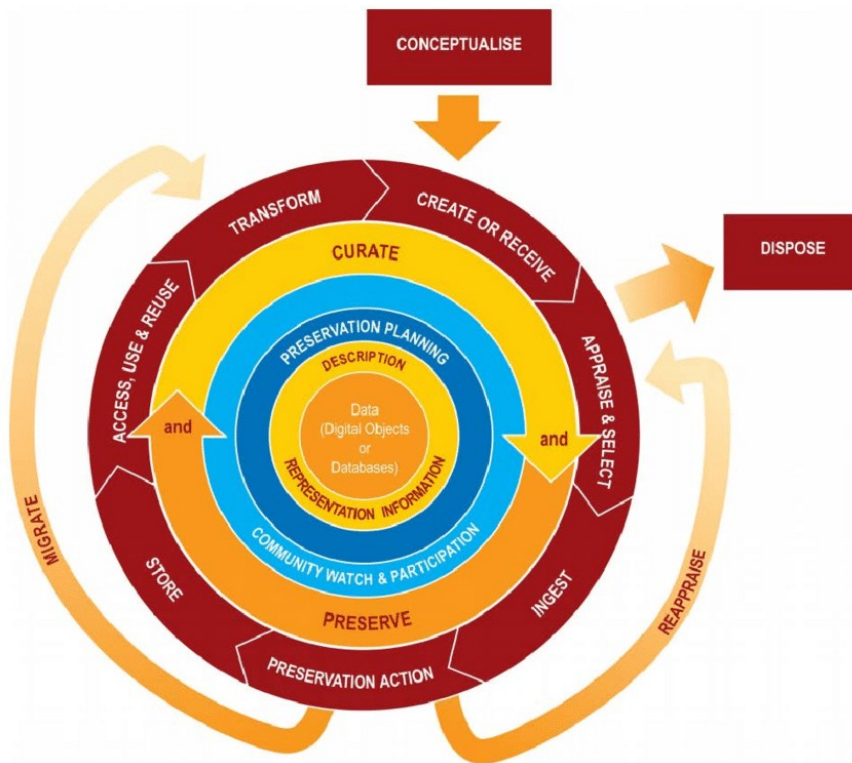 CONCEPTUALISE
DISPOSE
TRANSFORM
CREATE OR RECEIVE
APPRAISE & SELECT
INGEST
PRESERVATION ACTION
STORE
ACCESS, USE & REUSE
MIGRATE
REAPPRAISE
CURATE
and
PRESERVE
and
PRESERVATION PLANNING
COMMUNITY WATCH & PARTICIPATION
DESCRIPTION
REPRESENTATION INFORMATION
Data
(Digital Objects
or
Databases)